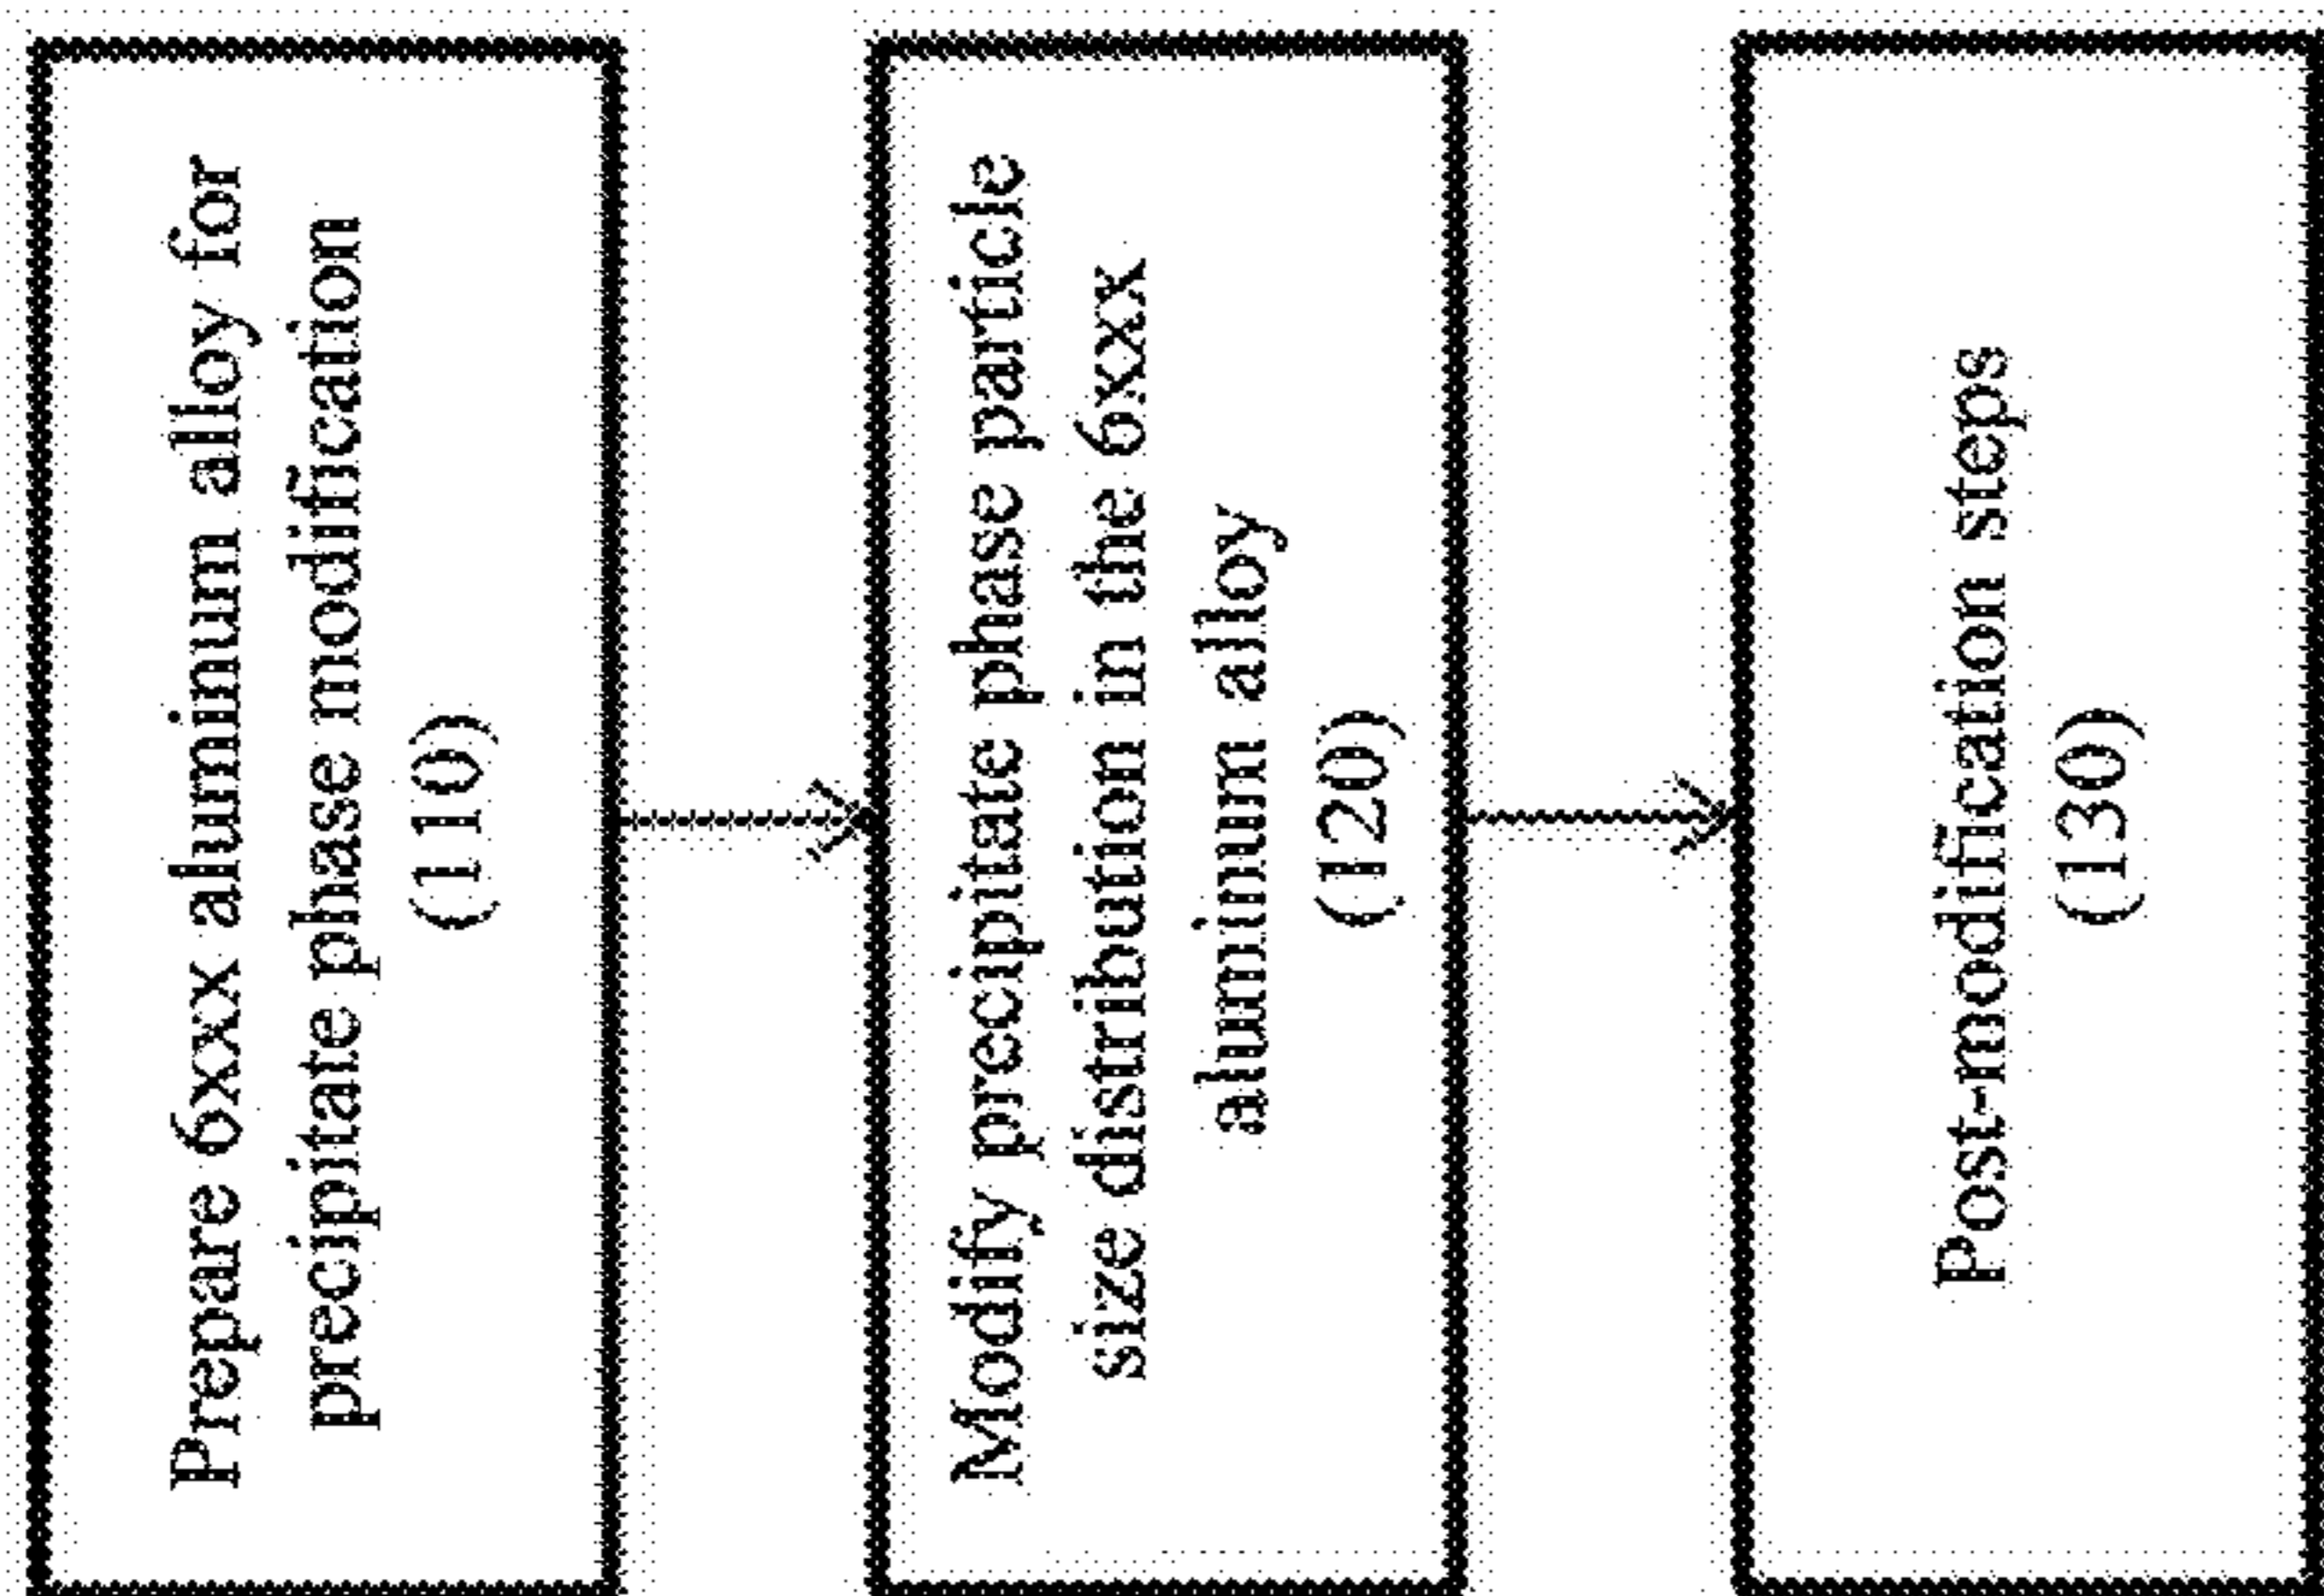 Prepare 6xxx aluminum alloy for
precipitate phase modification
(110)
Modify precipitate phase particle
size distribution in the 6xxx
aluminum alloy
(120)
Post-modification steps
(130)